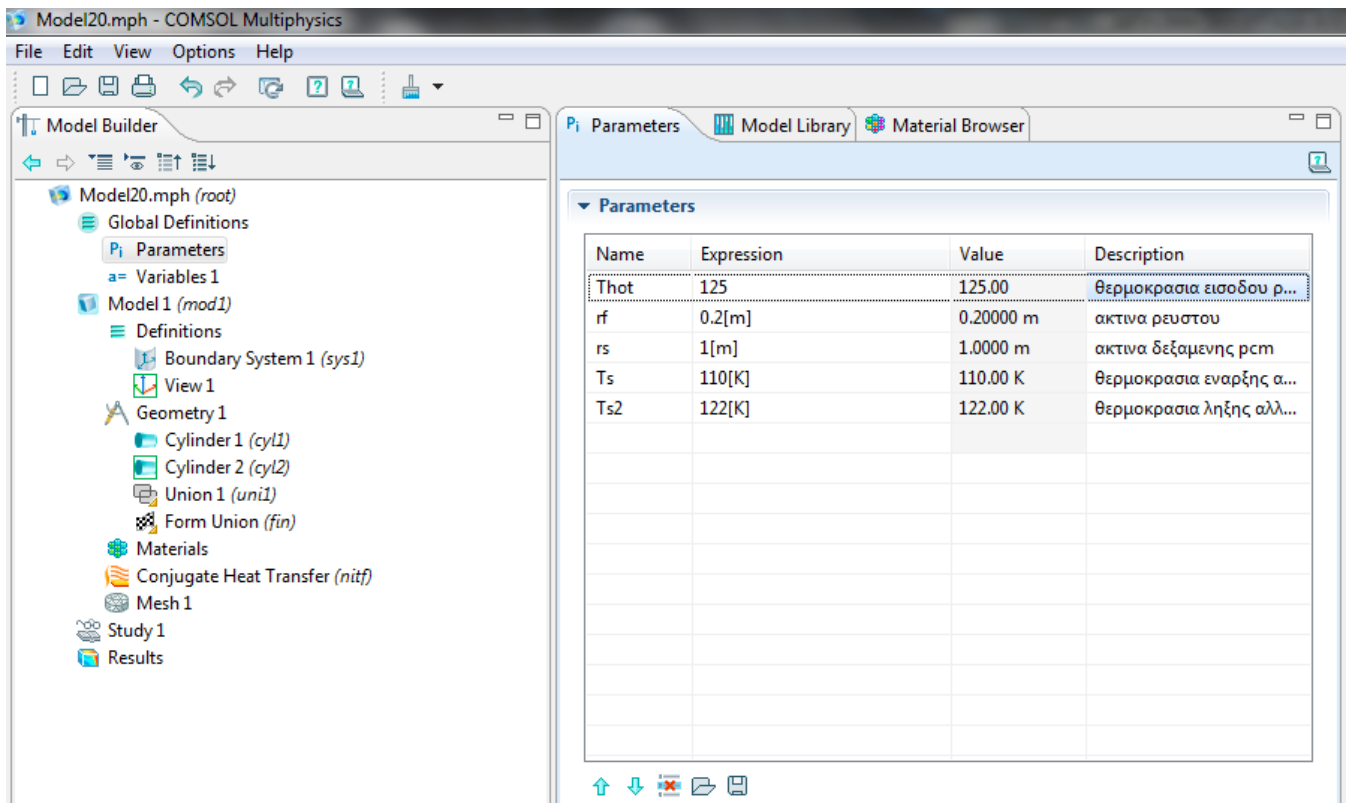 Model20.mph - COMSOL Multiphysics
File Edit View Options Help
Model Builder
Model20.mph (root)
Global Definitions
Pi Parameters
a= Variables 1
Model 1 (mod1)
Definitions
Boundary System 1 (sys1)
View 1
Geometry 1
Cylinder 1 (cyl1)
Cylinder 2 (cyl2)
Union 1 (uni1)
Form Union (fin)
Materials
Conjugate Heat Transfer (nitf)
Mesh 1
Study 1
Results
Pi Parameters Model Library Material Browser
Parameters
Name Expression Value Description
Thot 125 125.00 θερμοκρασια εισοδου ρ...
rf 0.2[m] 0.20000 m ακτινα ρευστου
rs 1[m] 1.0000 m ακτινα δεξαμενης pcm
Ts 110[K] 110.00 K θερμοκρασια εναρξης α...
Ts2 122[K] 122.00 K θερμοκρασια ληξης αλλ...